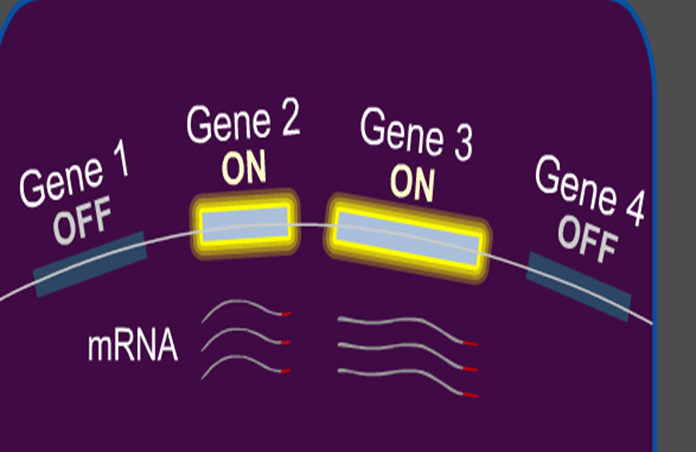 Gene 1
OFF
Gene 2
ON
Gene 3
ON
Gene 4
OFF
mRNA